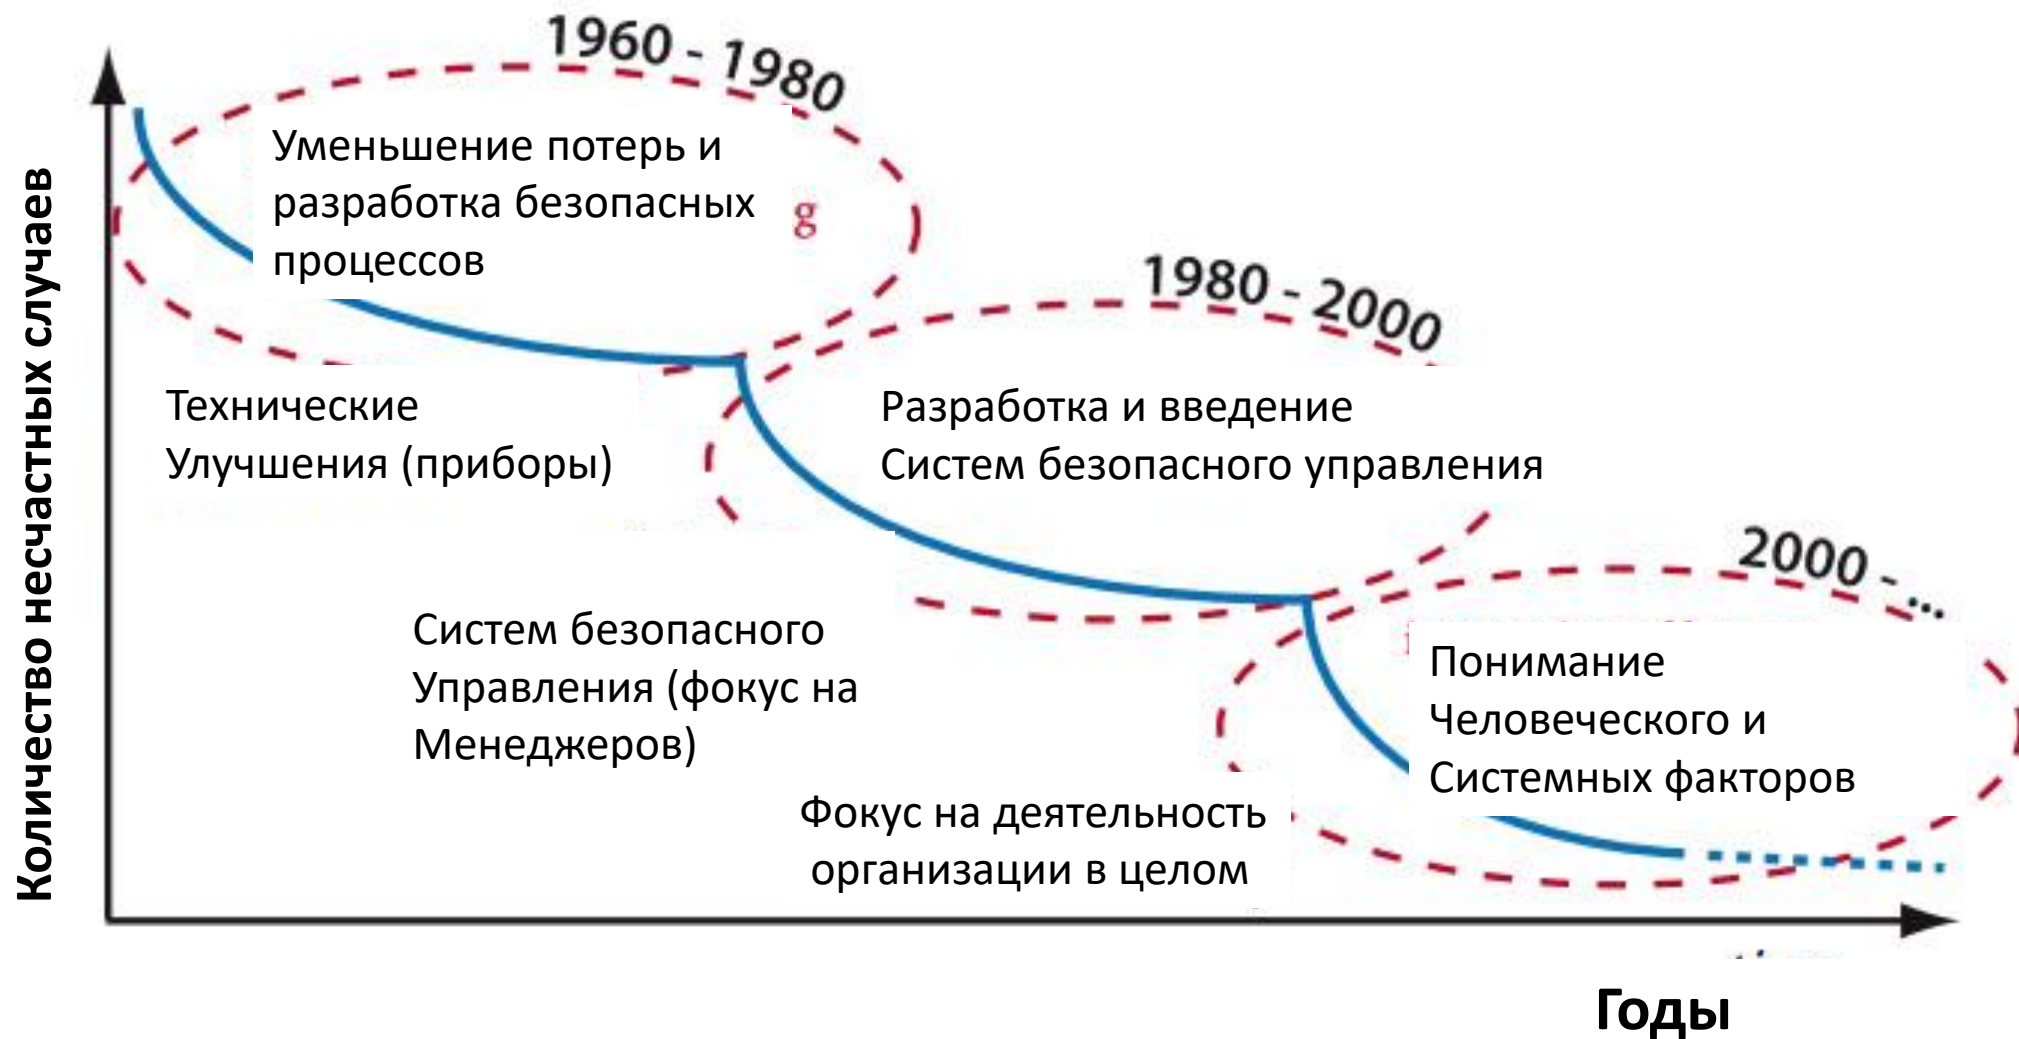 1960 - 1980
Уменьшение потерь и
разработка безопасных
процессов
g
1980 - 2000
Технические
Улучшения (приборы)
Разработка и введение
Систем безопасного управления
2000 - ...
Систем безопасного
Управления (фокус на
Менеджеров)
Понимание
Человеческого и
Системных факторов
Фокус на деятельность
организации в целом
Количество несчастных случаев
Годы